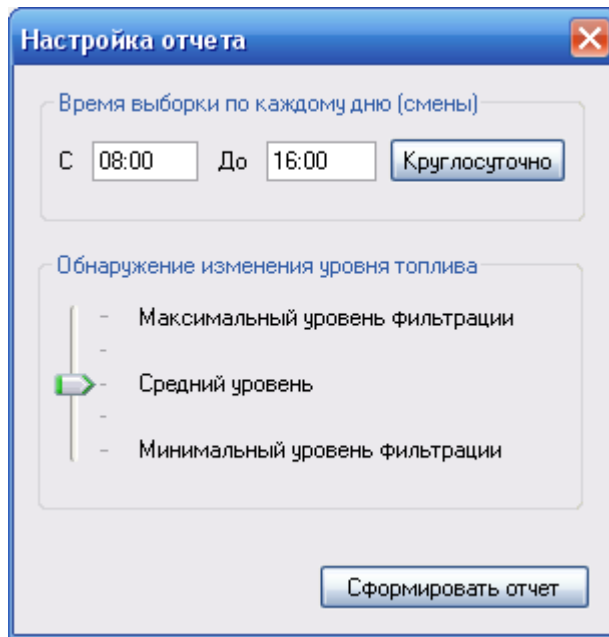 Настройка отчета
Время выборки по каждому дню (смены)
С 08:00 До 16:00 Круглосуточно
Обнаружение изменения уровня топлива
Максимальный уровень фильтрации
Средний уровень
Минимальный уровень фильтрации
Сформировать отчет